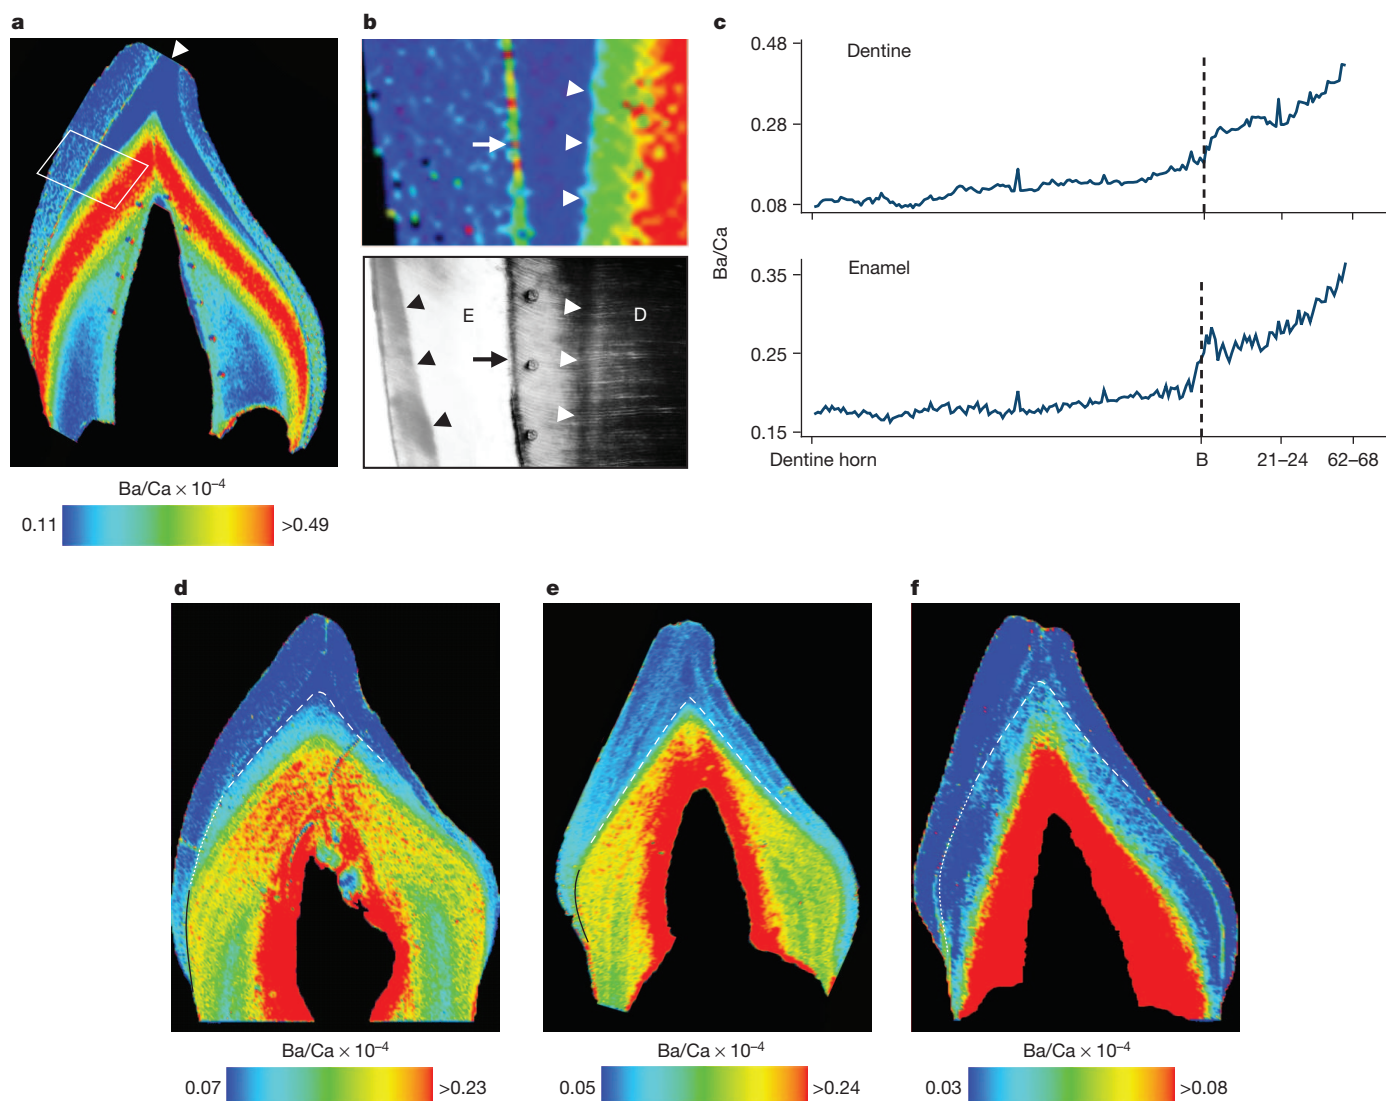 a
b
c
0.48
Dentine
0.28
0.08
Ba/Ca
0.35
Enamel
0.25
0.15
Dentine horn
B
21–24
62–68
E
D
Ba/Ca × 10⁻⁴
0.11
>0.49
d
e
f
Ba/Ca × 10⁻⁴
0.07
>0.23
Ba/Ca × 10⁻⁴
0.05
>0.24
Ba/Ca × 10⁻⁴
0.03
>0.08